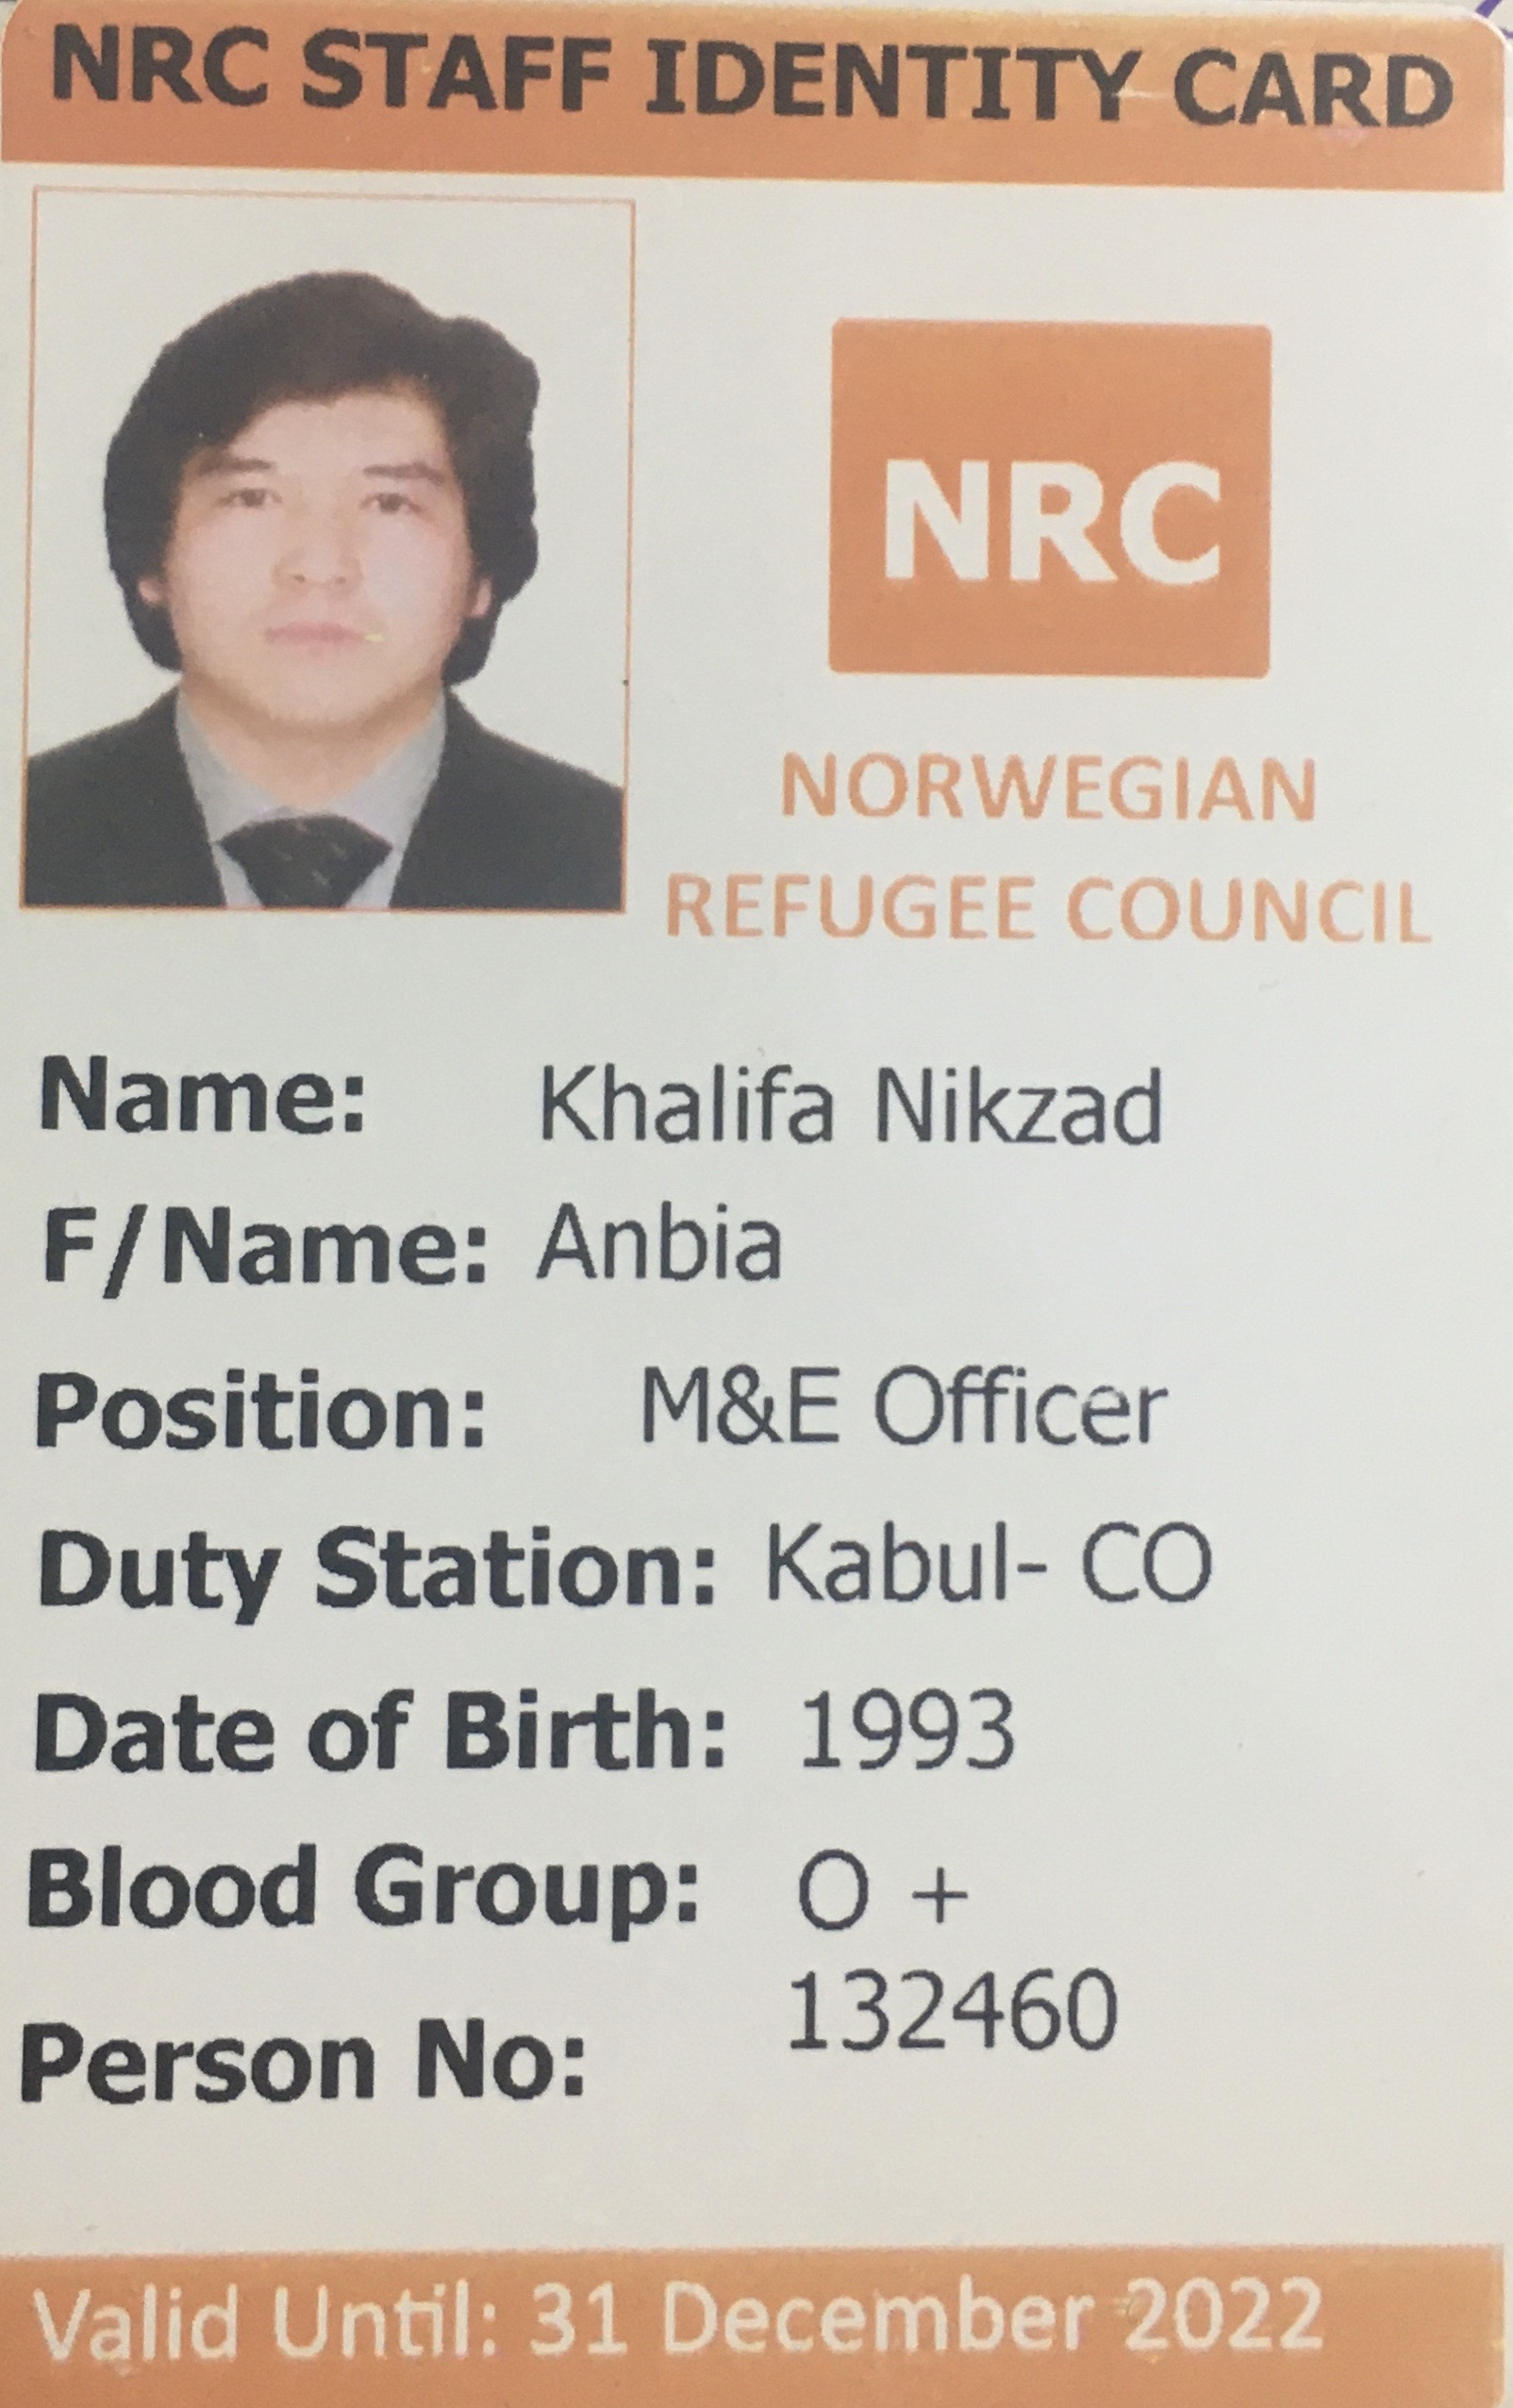 NRC STAFF IDENTITY CARD
NRC
NORWEGIAN
REFUGEE COUNCIL
Name: Khalifa Nikzad
F/Name: Anbia
Position: M&E Officer
Duty Station: Kabul- CO
Date of Birth: 1993
Blood Group: O +
Person No: 132460
Valid Until: 31 December 2022